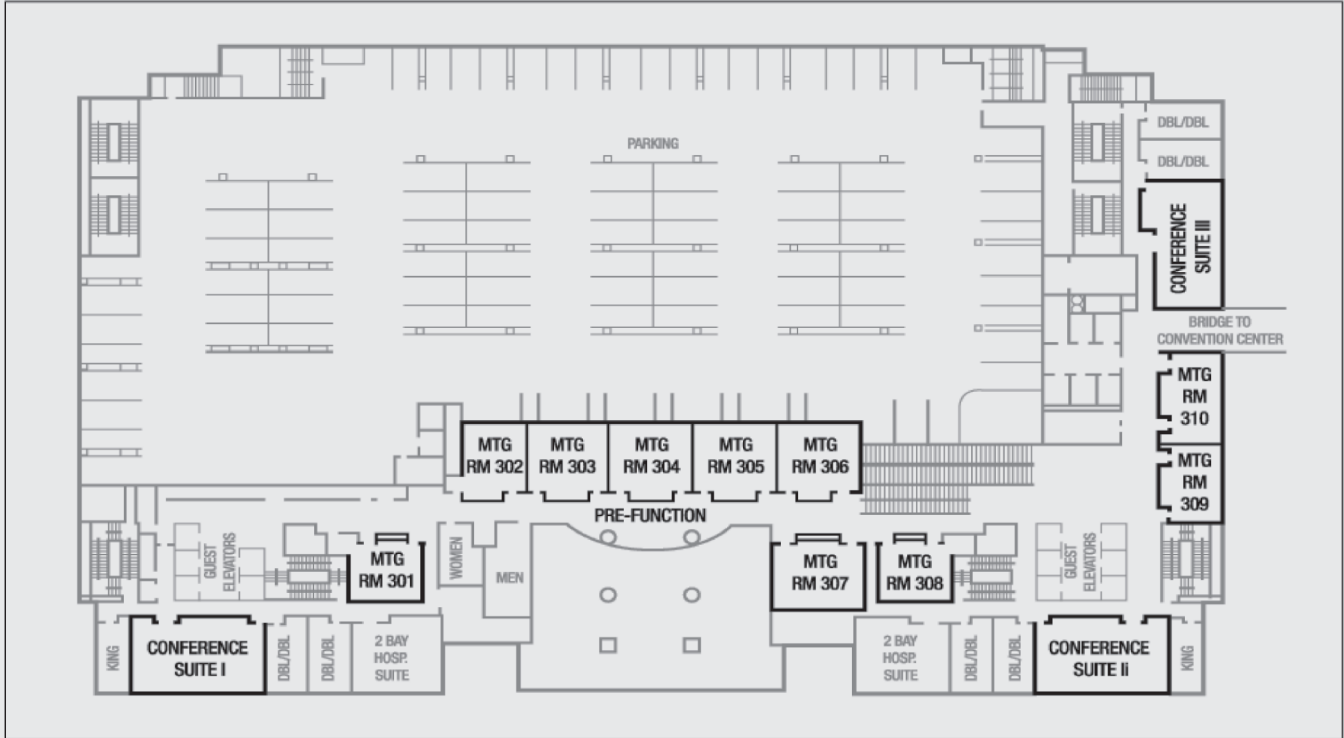 PARKING
DBL/DBL
DBL/DBL
CONFERENCE
SUITE III
BRIDGE TO
CONVENTION CENTER
MTG
RM
310
MTG
RM 302
MTG
RM 303
MTG
RM 304
MTG
RM 305
MTG
RM 306
MTG
RM
309
PRE-FUNCTION
GUEST
ELEVATORS
MTG
RM 301
WOMEN
MEN
MTG
RM 307
MTG
RM 308
GUEST
ELEVATORS
KING
CONFERENCE
SUITE I
DBL/DBL
DBL/DBL
2 BAY
HOSP.
SUITE
2 BAY
HOSP.
SUITE
DBL/DBL
DBL/DBL
CONFERENCE
SUITE Ii
KING